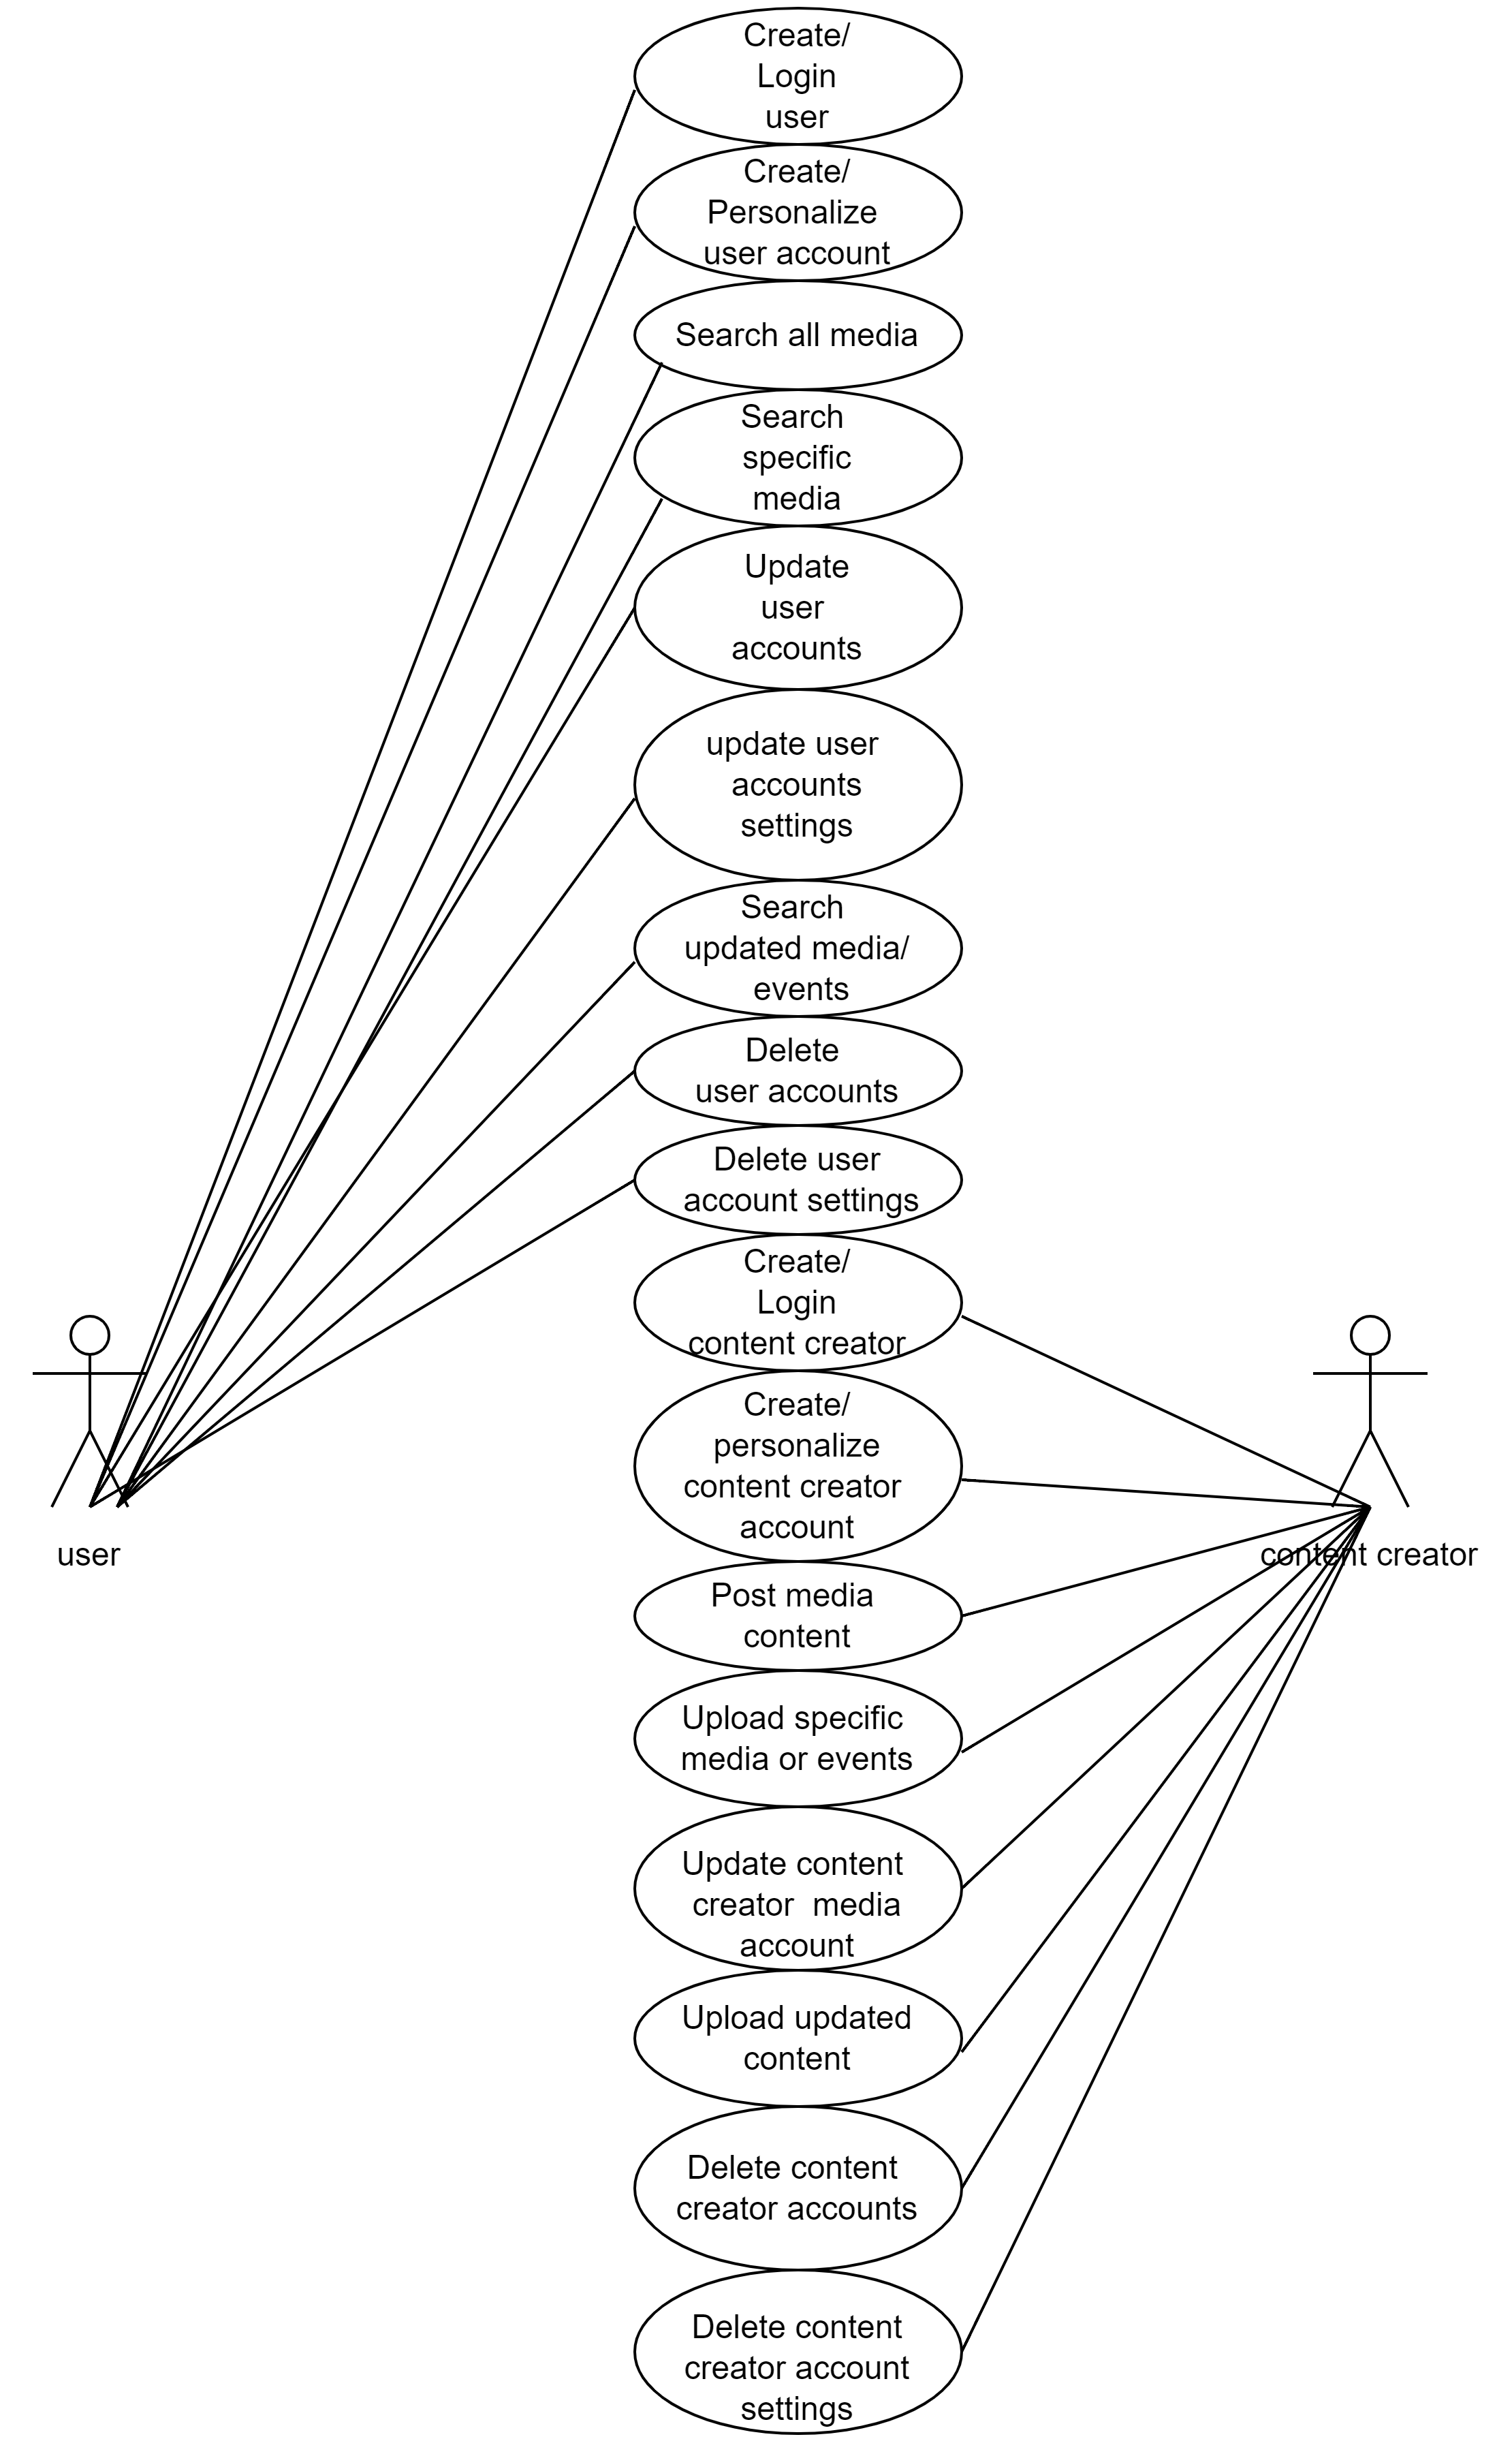 Create/
Login
user
Create/
Personalize
user account
Search all media
Search
specific
media
Update
user
accounts
update user
accounts
settings
Search
updated media/
events
Delete
user accounts
Delete user
account settings
Create/
Login
content creator
Create/
personalize
content creator
account
user
content creator
Post media
content
Upload specific
media or events
Update content
creator  media
account
Upload updated
content
Delete content
creator accounts
Delete content
creator account
settings